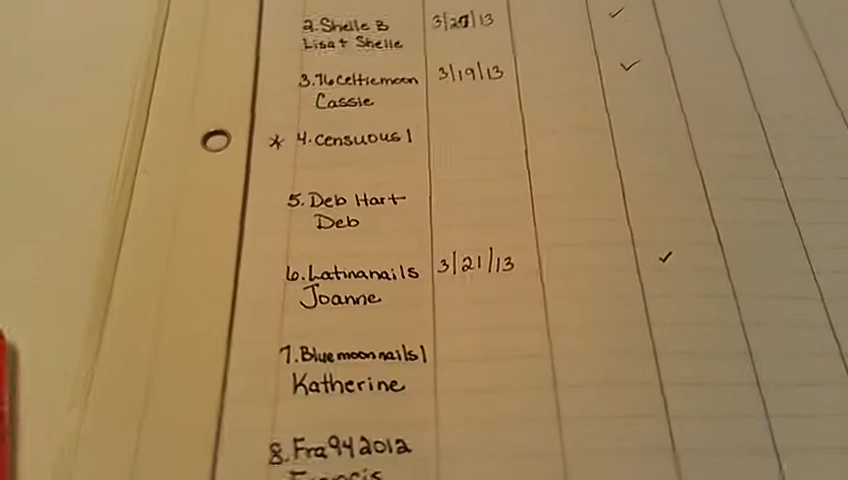 2. Shelle B 3/20/13 ✓
Lisa + Shelle
3. 76celticmoon 3/19/13 ✓
Cassie
* 4. censuous1
5. Deb Hart
Deb
6. Latinanails 3/21/13 ✓
Joanne
7. Bluemoonnails1
Katherine
8. Fra942012
Francis